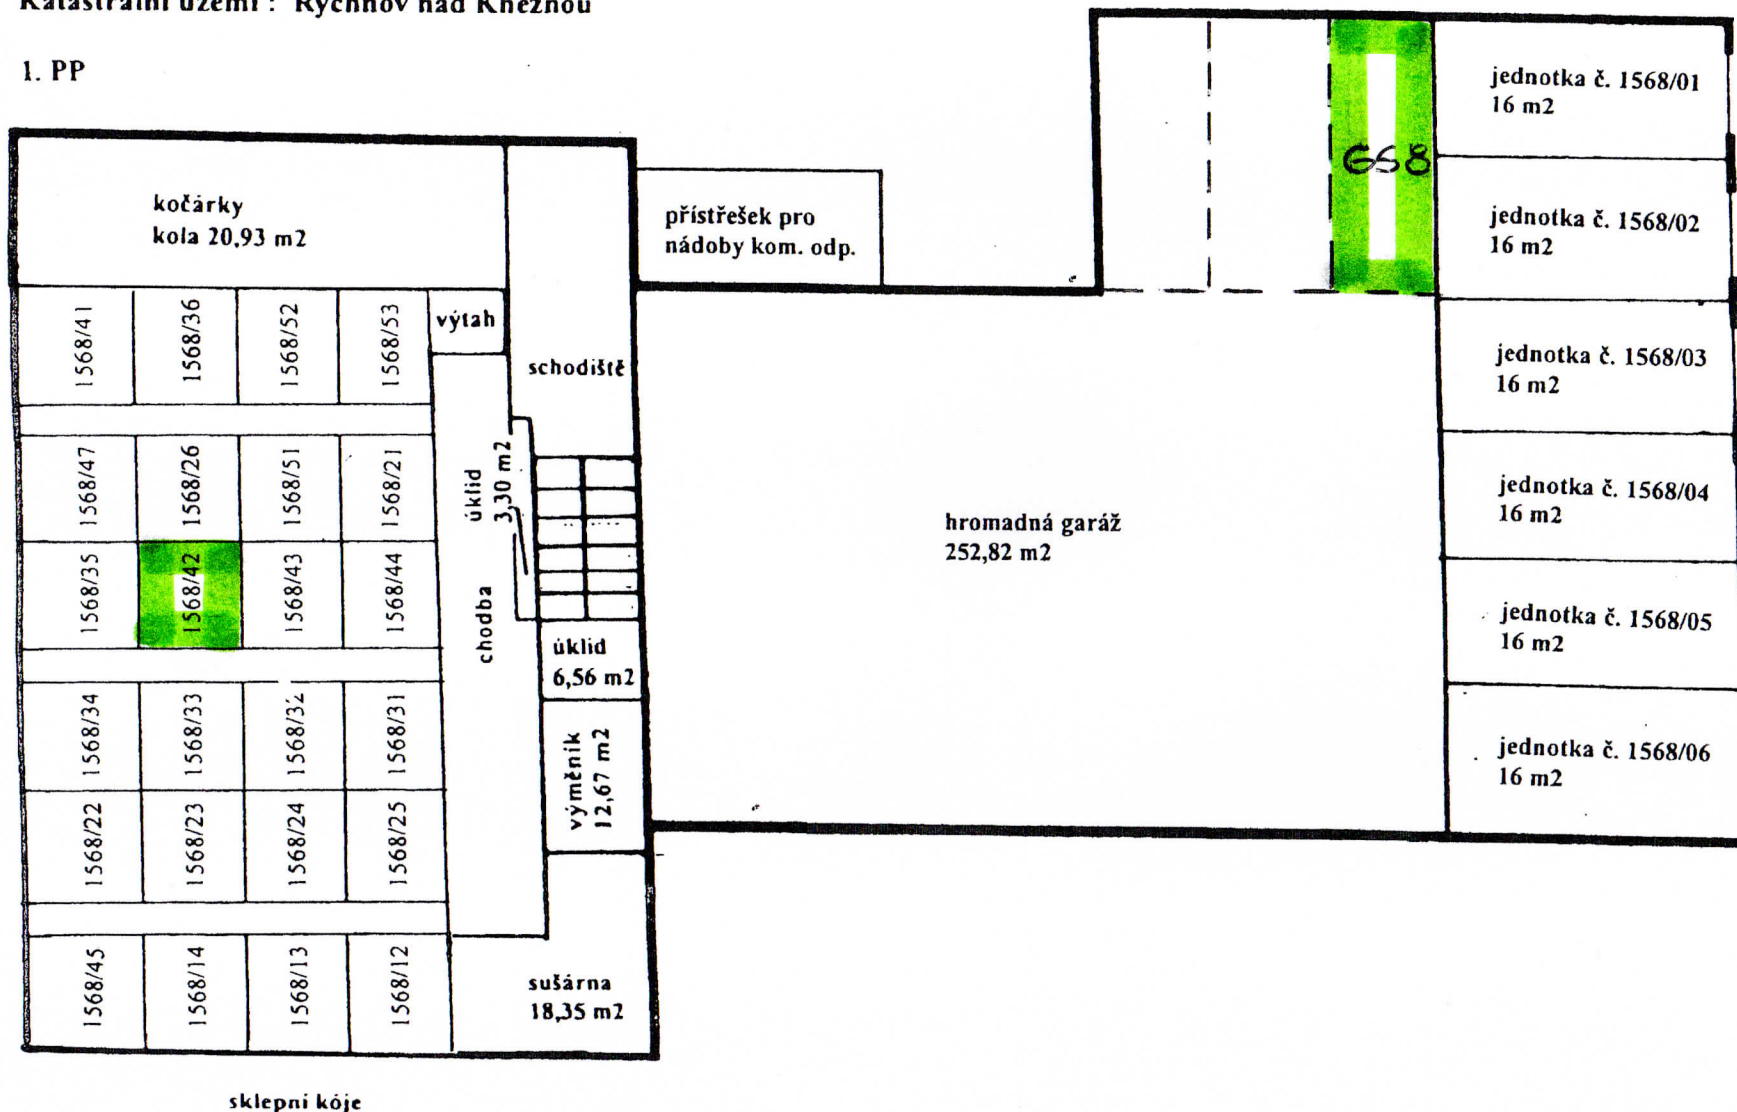 Katastrální území : Rychnov nad Kněžnou
1. PP
kočárky
kola 20,93 m2
přístřešek pro
nádoby kom. odp.
GS8
jednotka č. 1568/01
16 m2
jednotka č. 1568/02
16 m2
jednotka č. 1568/03
16 m2
jednotka č. 1568/04
16 m2
jednotka č. 1568/05
16 m2
jednotka č. 1568/06
16 m2
1568/41
1568/36
1568/52
1568/53
výtah
schodiště
1568/47
1568/26
1568/51
1568/21
úklid
3,30 m2
1568/35
1568/42
1568/43
1568/44
chodba
hromadná garáž
252,82 m2
úklid
6,56 m2
1568/34
1568/33
1568/32
1568/31
výměník
12,67 m2
1568/22
1568/23
1568/24
1568/25
1568/45
1568/14
1568/13
1568/12
sušárna
18,35 m2
sklepní kóje